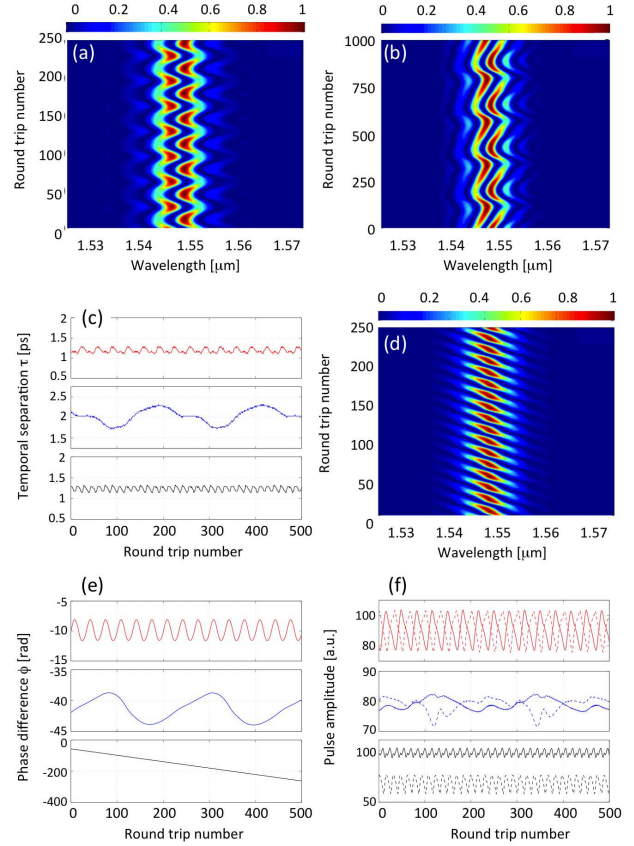 0 0.2 0.4 0.6 0.8 1
0 0.2 0.4 0.6 0.8 1
(a)
250
200
150
100
50
0
Round trip number
1.53 1.54 1.55 1.56 1.57
Wavelength [μm]
(b)
1000
750
500
250
0
Round trip number
1.53 1.54 1.55 1.56 1.57
Wavelength [μm]
(c)
2
1.5
1
0.5
2.5
2
1.5
2
1.5
1
0.5
Temporal separation τ [ps]
0 100 200 300 400 500
Round trip number
0 0.2 0.4 0.6 0.8 1
(d)
250
200
150
100
50
0
Round trip number
1.53 1.54 1.55 1.56 1.57
Wavelength [μm]
(e)
-5
-10
-15
-35
-40
-45
0
-200
-400
Phase difference ϕ [rad]
0 100 200 300 400 500
Round trip number
(f)
100
80
90
80
70
100
50
Pulse amplitude [a.u.]
0 100 200 300 400 500
Round trip number